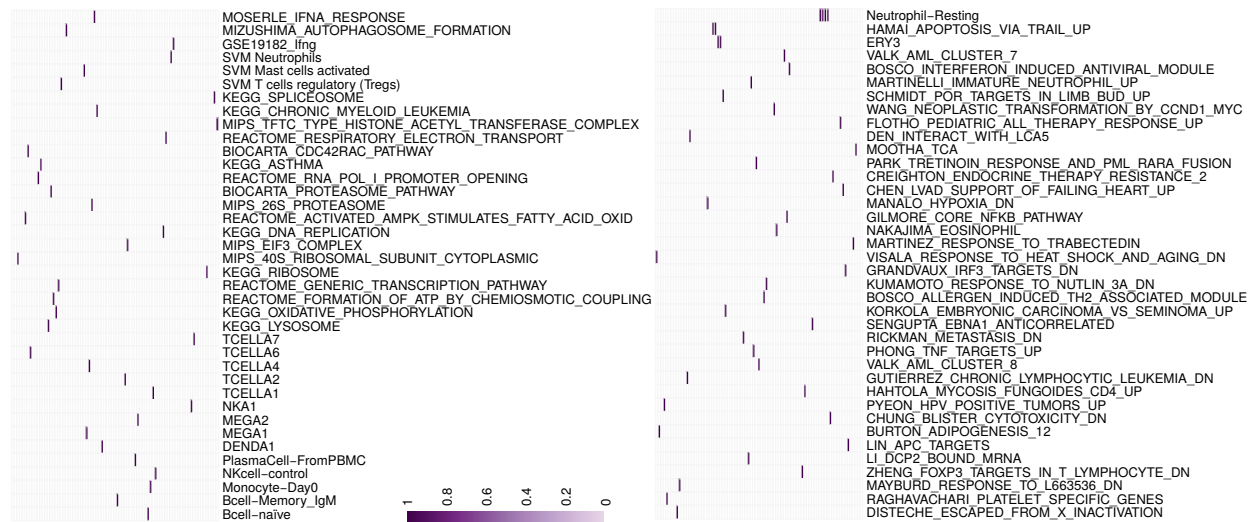 MOSERLE_IFNA_RESPONSE
MIZUSHIMA_AUTOPHAGOSOME_FORMATION
GSE19182_Ifng
SVM Neutrophils
SVM Mast cells activated
SVM T cells regulatory (Tregs)
KEGG_SPLICEOSOME
KEGG_CHRONIC_MYELOID_LEUKEMIA
MIPS_TFTC_TYPE_HISTONE_ACETYL_TRANSFERASE_COMPLEX
REACTOME_RESPIRATORY_ELECTRON_TRANSPORT
BIOCARTA_CDC42RAC_PATHWAY
KEGG_ASTHMA
REACTOME_RNA_POL_I_PROMOTER_OPENING
BIOCARTA_PROTEASOME_PATHWAY
MIPS_26S_PROTEASOME
REACTOME_ACTIVATED_AMPK_STIMULATES_FATTY_ACID_OXID
KEGG_DNA_REPLICATION
MIPS_EIF3_COMPLEX
MIPS_40S_RIBOSOMAL_SUBUNIT_CYTOPLASMIC
KEGG_RIBOSOME
REACTOME_GENERIC_TRANSCRIPTION_PATHWAY
REACTOME_FORMATION_OF_ATP_BY_CHEMIOSMOTIC_COUPLING
KEGG_OXIDATIVE_PHOSPHORYLATION
KEGG_LYSOSOME
TCELLA7
TCELLA6
TCELLA4
TCELLA2
TCELLA1
NKA1
MEGA2
MEGA1
DENDA1
PlasmaCell-FromPBMC
NKcell-control
Monocyte-Day0
Bcell-Memory_IgM
Bcell-naïve
1
0.8
0.6
0.4
0.2
0
Neutrophil-Resting
HAMAI_APOPTOSIS_VIA_TRAIL_UP
ERY3
VALK_AML_CLUSTER_7
BOSCO_INTERFERON_INDUCED_ANTIVIRAL_MODULE
MARTINELLI_IMMATURE_NEUTROPHIL_UP
SCHMIDT_POR_TARGETS_IN_LIMB_BUD_UP
WANG_NEOPLASTIC_TRANSFORMATION_BY_CCND1_MYC
FLOTHO_PEDIATRIC_ALL_THERAPY_RESPONSE_UP
DEN_INTERACT_WITH_LCA5
MOOTHA_TCA
PARK_TRETINOIN_RESPONSE_AND_PML_RARA_FUSION
CREIGHTON_ENDOCRINE_THERAPY_RESISTANCE_2
CHEN_LVAD_SUPPORT_OF_FAILING_HEART_UP
MANALO_HYPOXIA_DN
GILMORE_CORE_NFKB_PATHWAY
NAKAJIMA_EOSINOPHIL
MARTINEZ_RESPONSE_TO_TRABECTEDIN
VISALA_RESPONSE_TO_HEAT_SHOCK_AND_AGING_DN
GRANDVAUX_IRF3_TARGETS_DN
KUMAMOTO_RESPONSE_TO_NUTLIN_3A_DN
BOSCO_ALLERGEN_INDUCED_TH2_ASSOCIATED_MODULE
KORKOLA_EMBRYONIC_CARCINOMA_VS_SEMINOMA_UP
SENGUPTA_EBNA1_ANTICORRELATED
RICKMAN_METASTASIS_DN
PHONG_TNF_TARGETS_UP
VALK_AML_CLUSTER_8
GUTIERREZ_CHRONIC_LYMPHOCYTIC_LEUKEMIA_DN
HAHTOLA_MYCOSIS_FUNGOIDES_CD4_UP
PYEON_HPV_POSITIVE_TUMORS_UP
CHUNG_BLISTER_CYTOTOXICITY_DN
BURTON_ADIPOGENESIS_12
LIN_APC_TARGETS
LI_DCP2_BOUND_MRNA
ZHENG_FOXP3_TARGETS_IN_T_LYMPHOCYTE_DN
MAYBURD_RESPONSE_TO_L663536_DN
RAGHAVACHARI_PLATELET_SPECIFIC_GENES
DISTECHE_ESCAPED_FROM_X_INACTIVATION